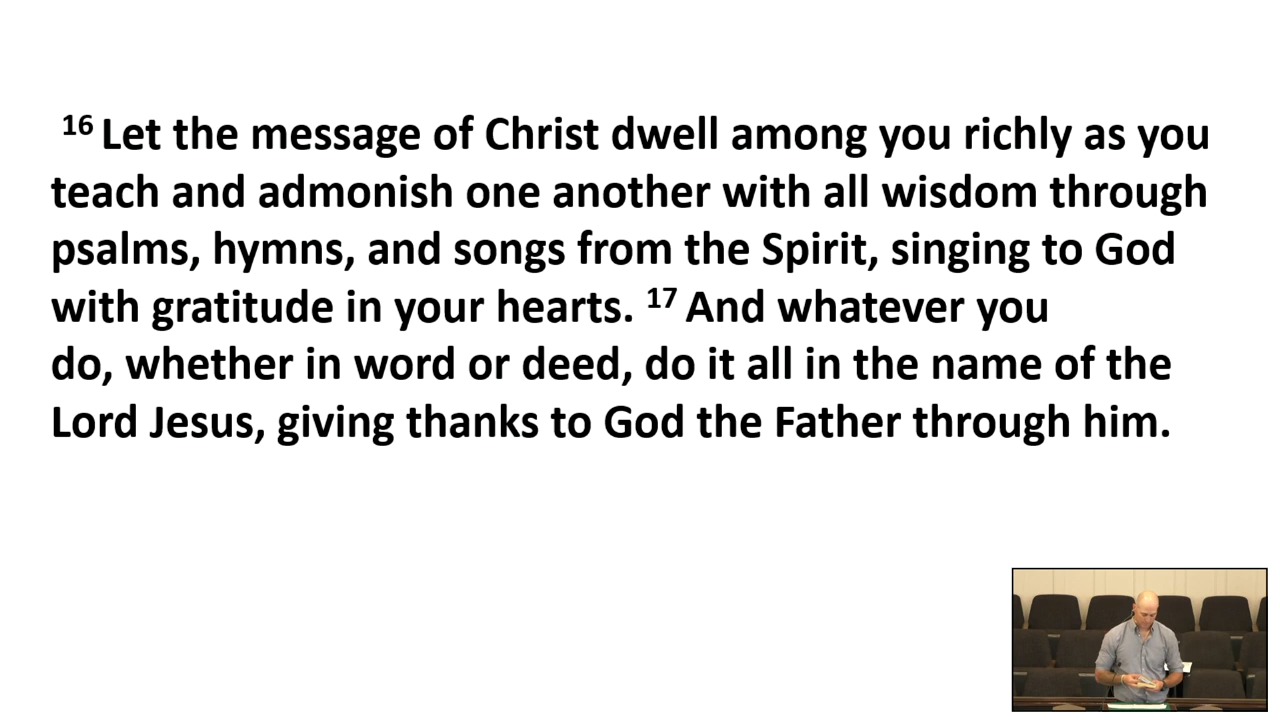 16 Let the message of Christ dwell among you richly as you
teach and admonish one another with all wisdom through
psalms, hymns, and songs from the Spirit, singing to God
with gratitude in your hearts. 17 And whatever you
do, whether in word or deed, do it all in the name of the
Lord Jesus, giving thanks to God the Father through him.